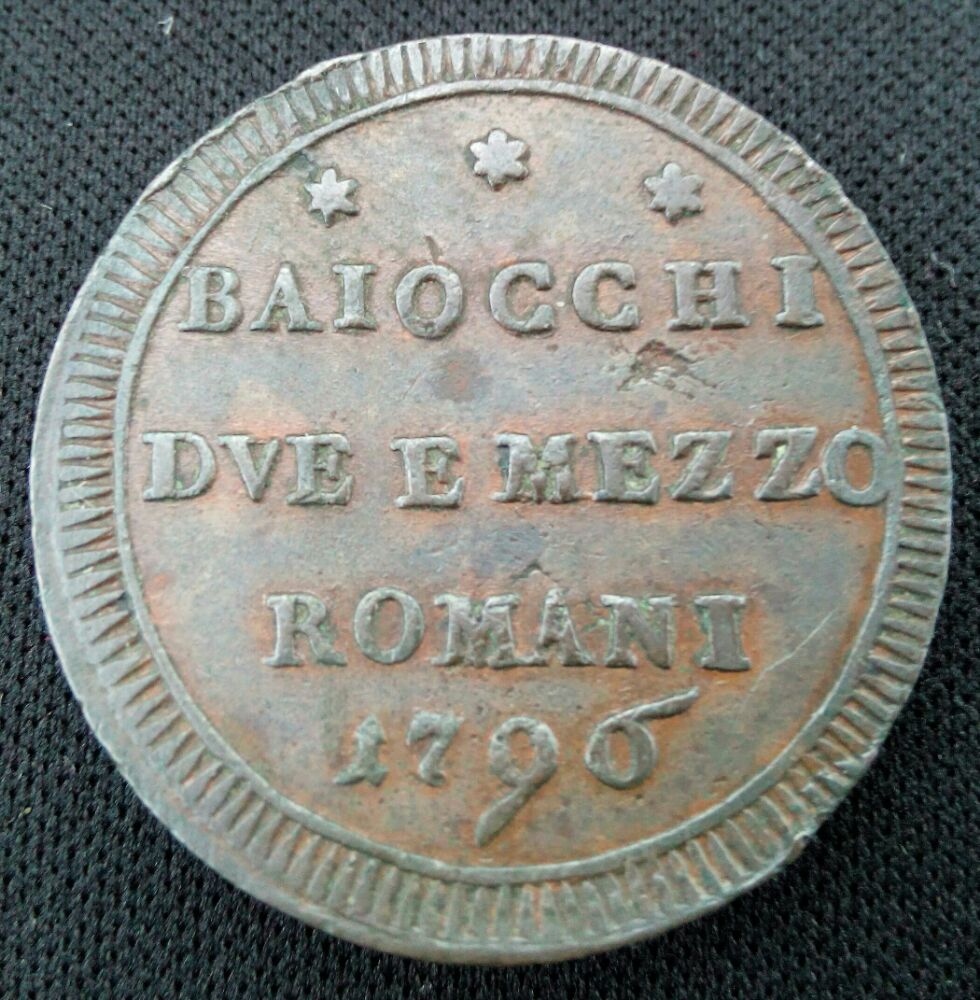 BAIOCCHI
DVE E MEZZO
ROMANI
1796